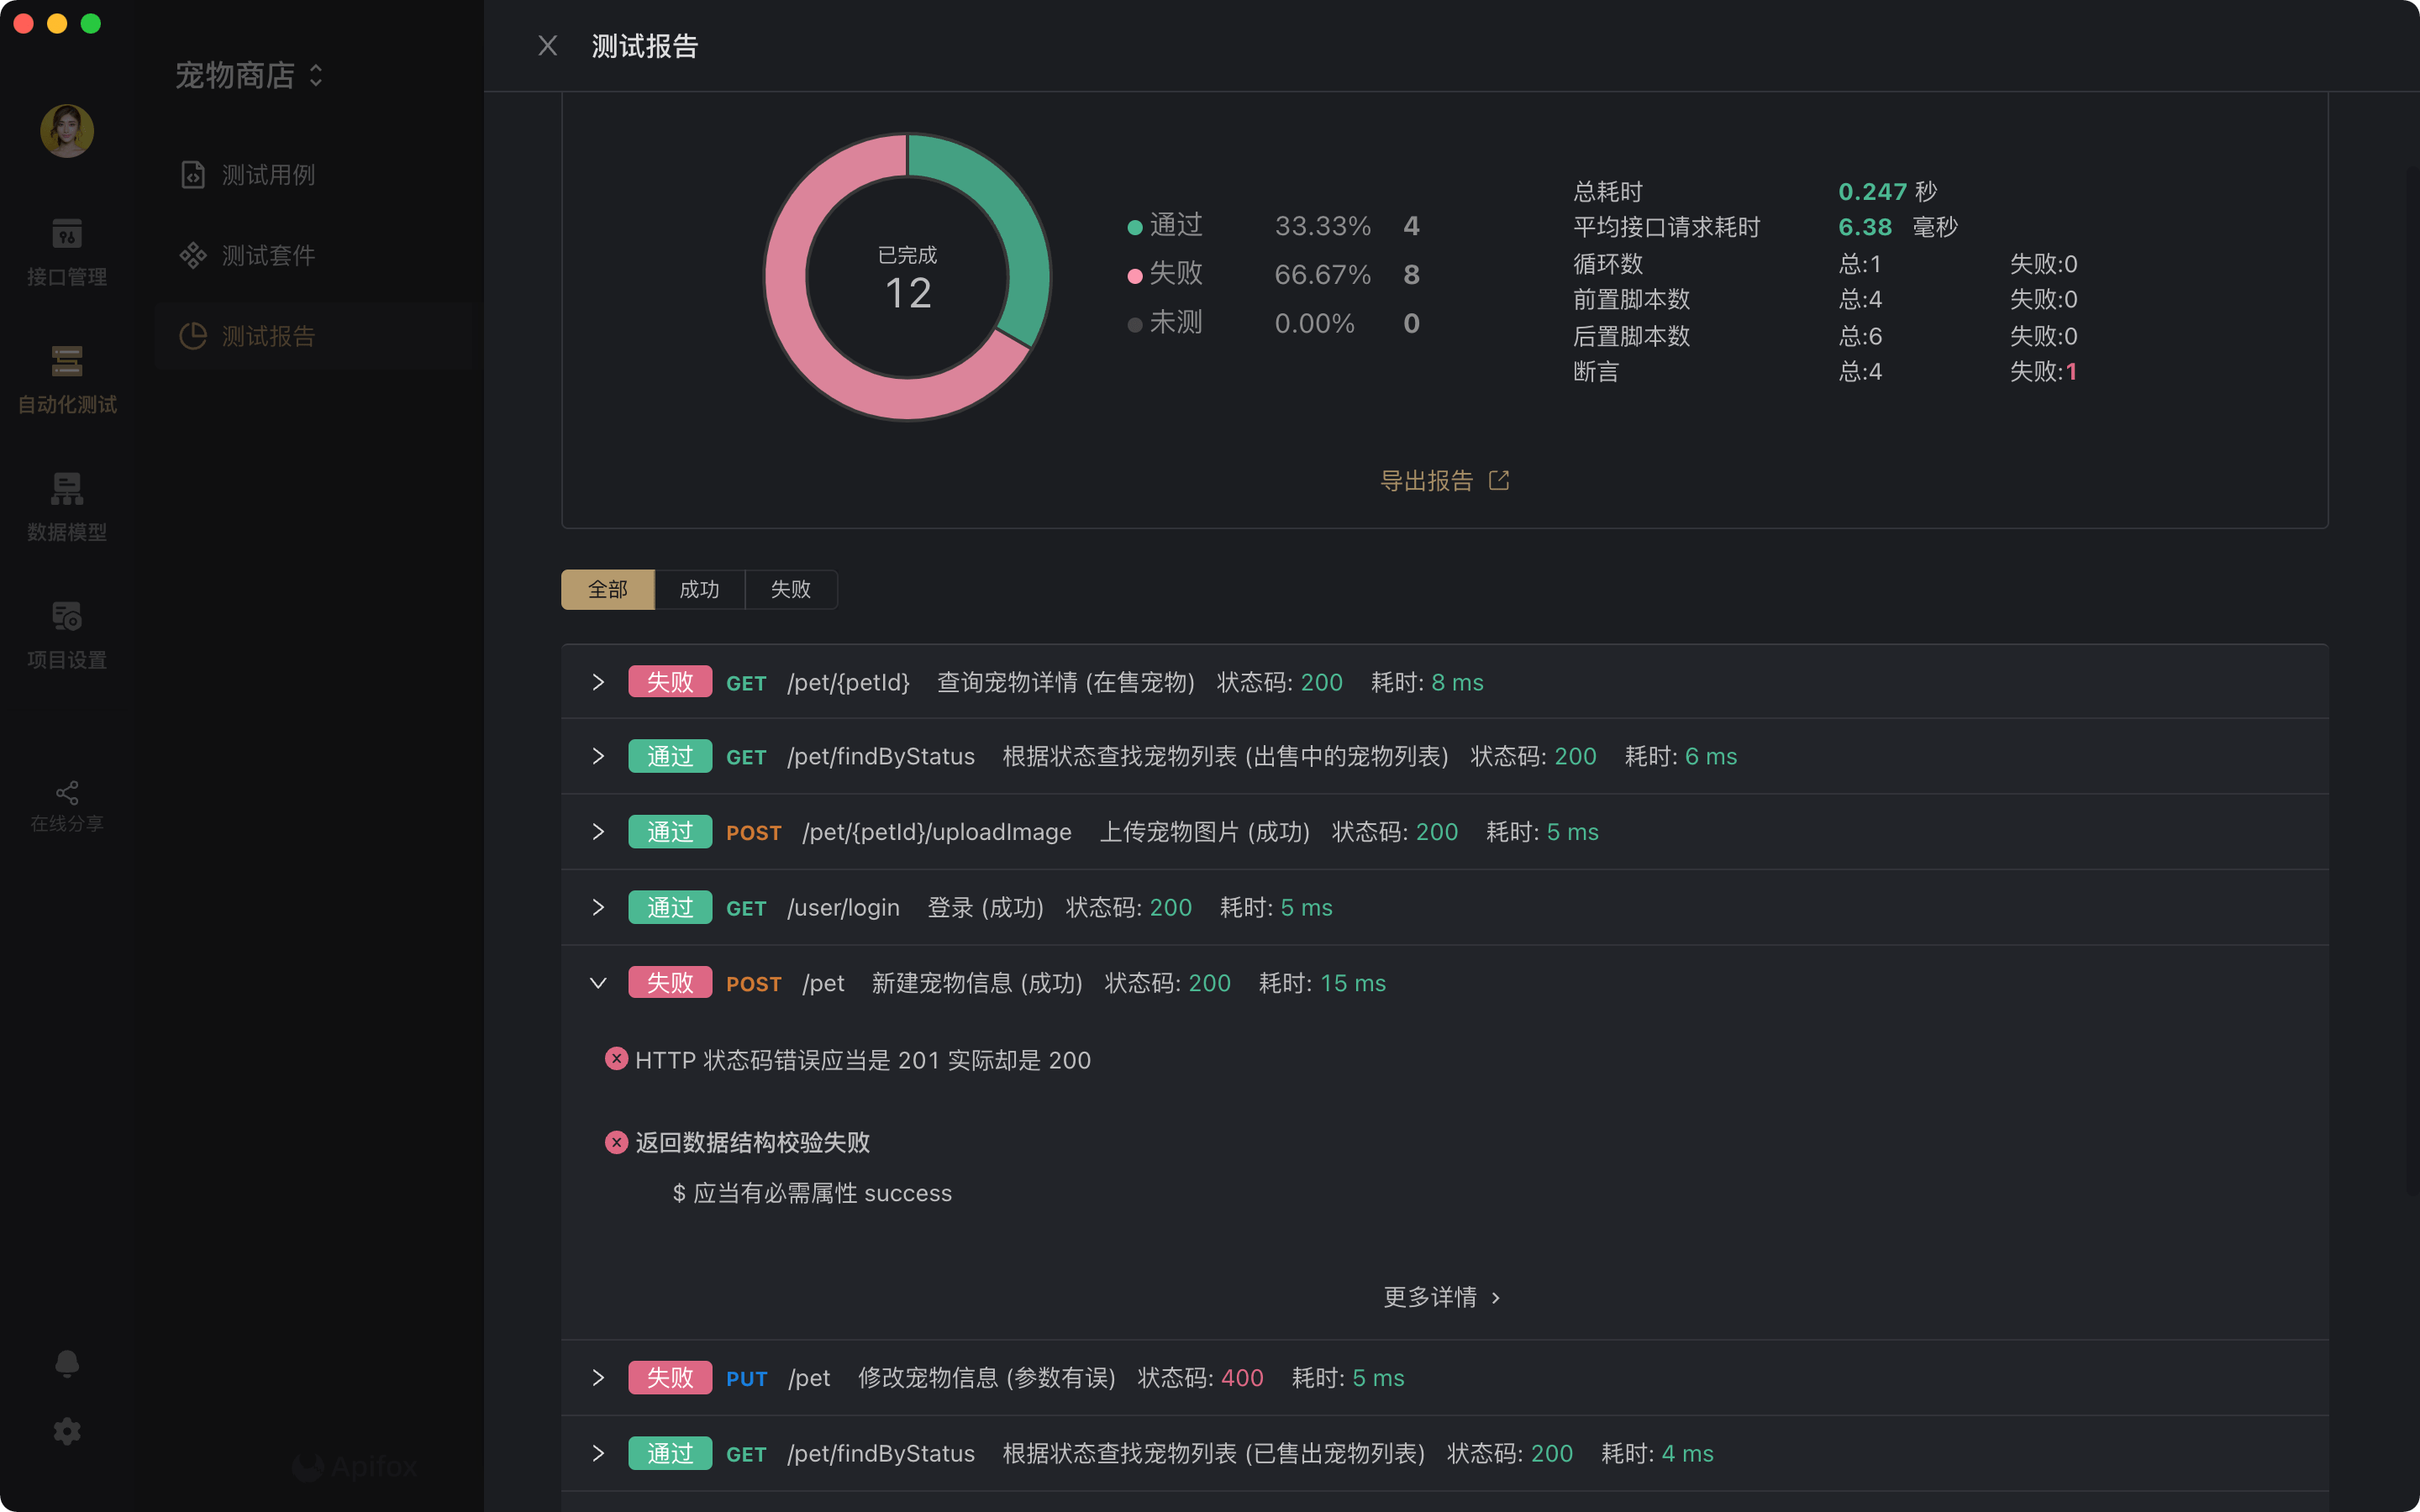 测试报告
宠物商店
测试用例
测试套件
测试报告
接口管理
自动化测试
数据模型
项目设置
在线分享
Apifox
已完成
12
通过 33.33% 4
失败 66.67% 8
未测 0.00% 0
总耗时 0.247 秒
平均接口请求耗时 6.38 毫秒
循环数 总:1 失败:0
前置脚本数 总:4 失败:0
后置脚本数 总:6 失败:0
断言 总:4 失败:1
导出报告
全部 成功 失败
失败 GET /pet/{petId} 查询宠物详情 (在售宠物) 状态码: 200 耗时: 8 ms
通过 GET /pet/findByStatus 根据状态查找宠物列表 (出售中的宠物列表) 状态码: 200 耗时: 6 ms
通过 POST /pet/{petId}/uploadImage 上传宠物图片 (成功) 状态码: 200 耗时: 5 ms
通过 GET /user/login 登录 (成功) 状态码: 200 耗时: 5 ms
失败 POST /pet 新建宠物信息 (成功) 状态码: 200 耗时: 15 ms
HTTP 状态码错误应当是 201 实际却是 200
返回数据结构校验失败
$ 应当有必需属性 success
更多详情
失败 PUT /pet 修改宠物信息 (参数有误) 状态码: 400 耗时: 5 ms
通过 GET /pet/findByStatus 根据状态查找宠物列表 (已售出宠物列表) 状态码: 200 耗时: 4 ms